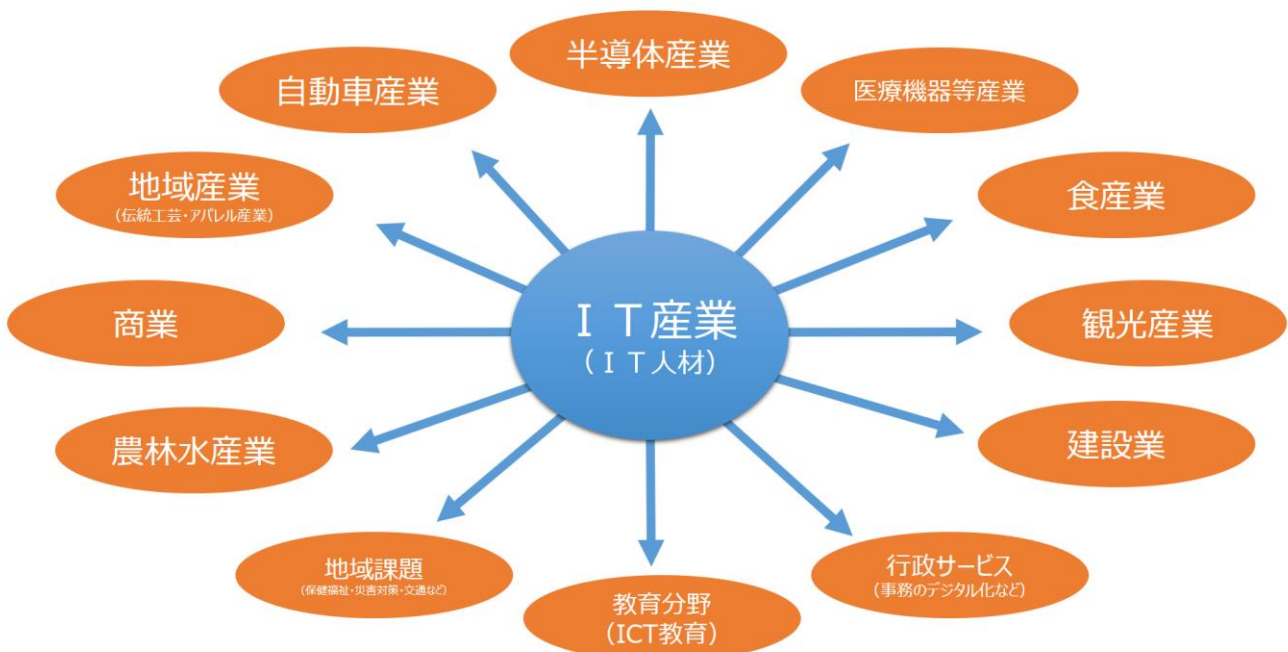 半導体産業
自動車産業
医療機器等産業
地域産業
(伝統工芸・アパレル産業)
食産業
商業
ＩＴ産業
(ＩＴ人材)
観光産業
農林水産業
建設業
地域課題
(保健福祉・災害対策・交通など)
教育分野
(ICT教育)
行政サービス
(事務のデジタル化など)